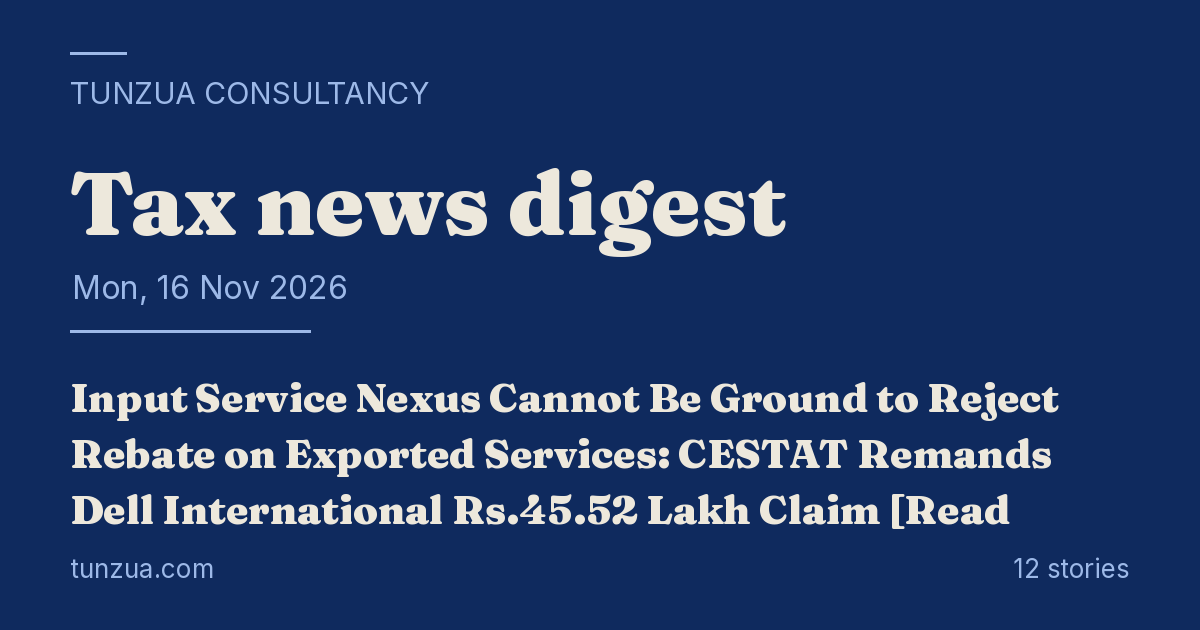 TUNZUA CONSULTANCY
Tax news digest
Mon, 16 Nov 2026
Input Service Nexus Cannot Be Ground to Reject
Rebate on Exported Services: CESTAT Remands
Dell International Rs.45.52 Lakh Claim [Read
tunzua.com
12 stories